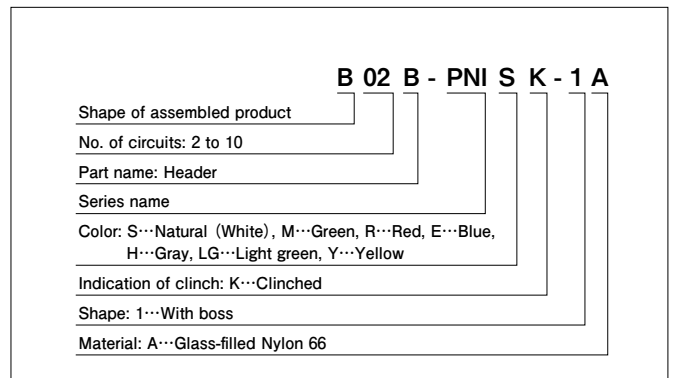 B 02 B - PNI S K - 1 A
Shape of assembled product
No. of circuits: 2 to 10
Part name: Header
Series name
Color: S…Natural (White), M…Green, R…Red, E…Blue,
H…Gray, LG…Light green, Y…Yellow
Indication of clinch: K…Clinched
Shape: 1…With boss
Material: A…Glass-filled Nylon 66